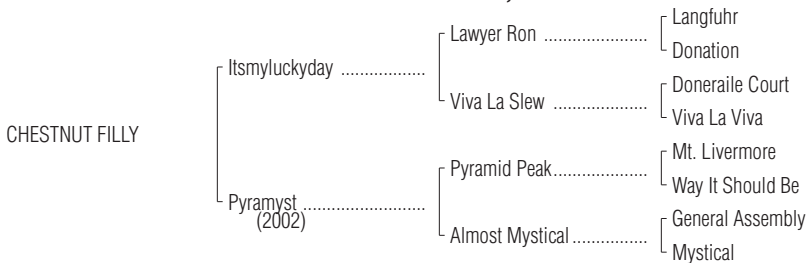 Langfuhr
Lawyer Ron ..................
Donation
Itsmyluckyday ...................
Doneraile Court
Viva La Slew .................
Viva La Viva
CHESTNUT FILLY
Mt. Livermore
Pyramid Peak.................
Way It Should Be
Pyramyst ...........................
(2002)
General Assembly
Almost Mystical .............
Mystical